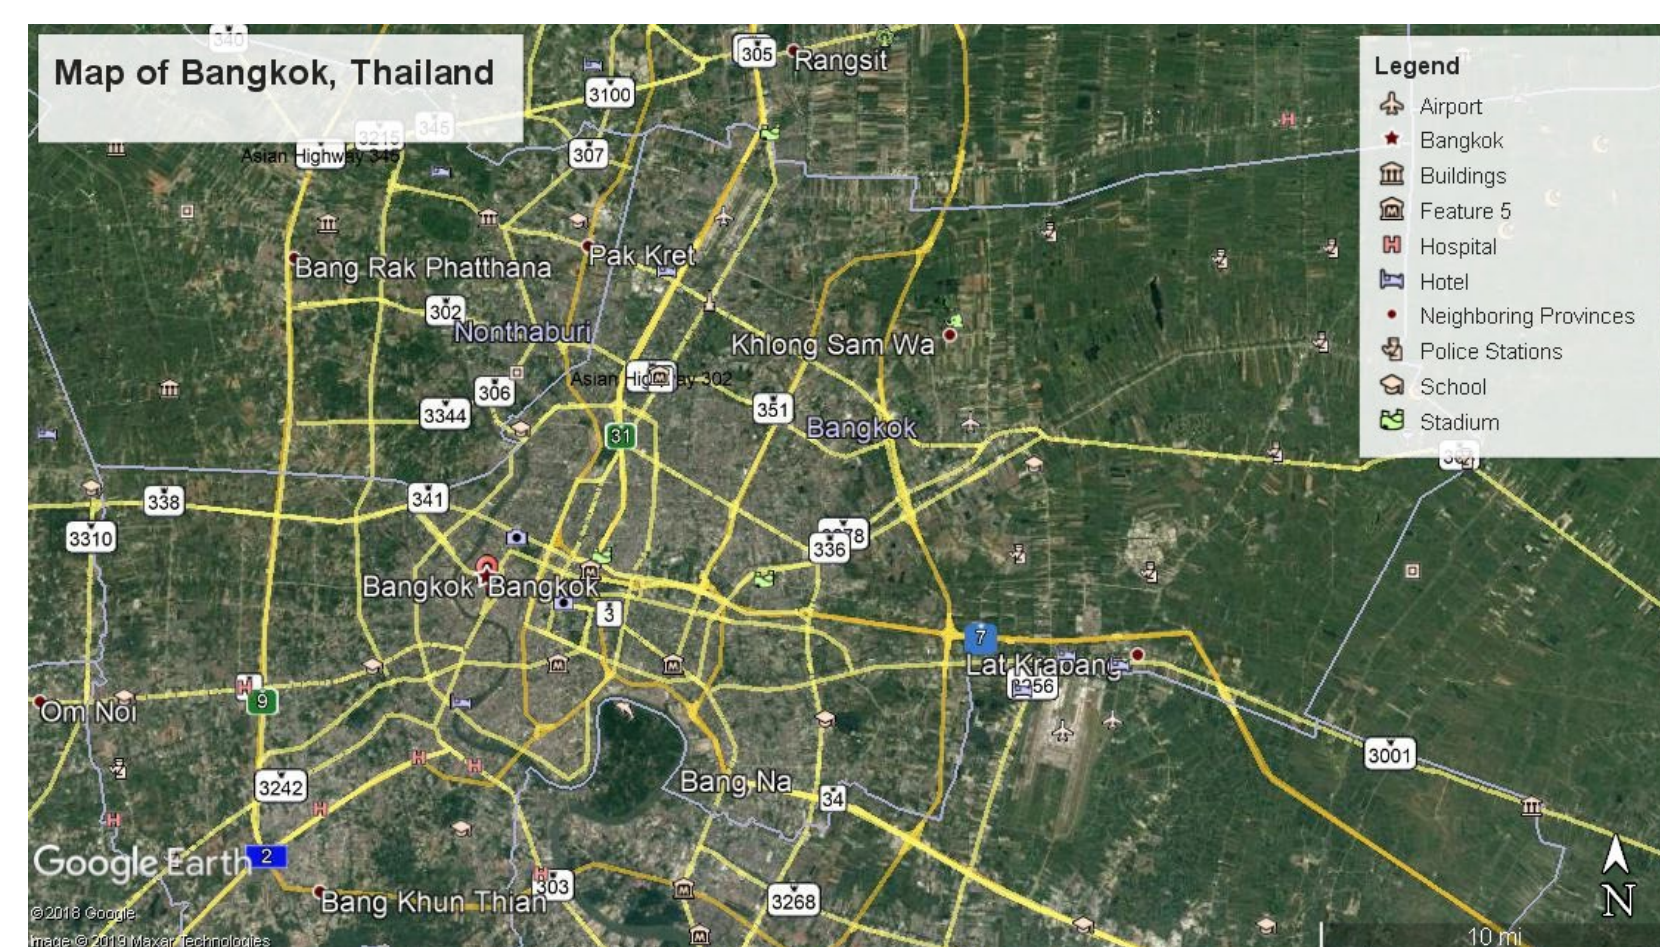 Map of Bangkok, Thailand
340
305
Rangsit
3100
3215
345
307
Asian Highway 345
Legend
Airport
Bangkok
Buildings
Feature 5
Hospital
Hotel
Neighboring Provinces
Police Stations
School
Stadium
Pak Kret
Bang Rak Phatthana
302
Nonthaburi
Khlong Sam Wa
Asian Highway 302
306
3344
351
Bangkok
31
338
341
3310
336
Bangkok Bangkok
3
7
Lat Krabang
9
Om Noi
3242
Bang Na
34
3001
2
Google Earth
Bang Khun Thian
303
3268
N
10 mi
©2018 Google
Image © 2019 Maxar Technologies